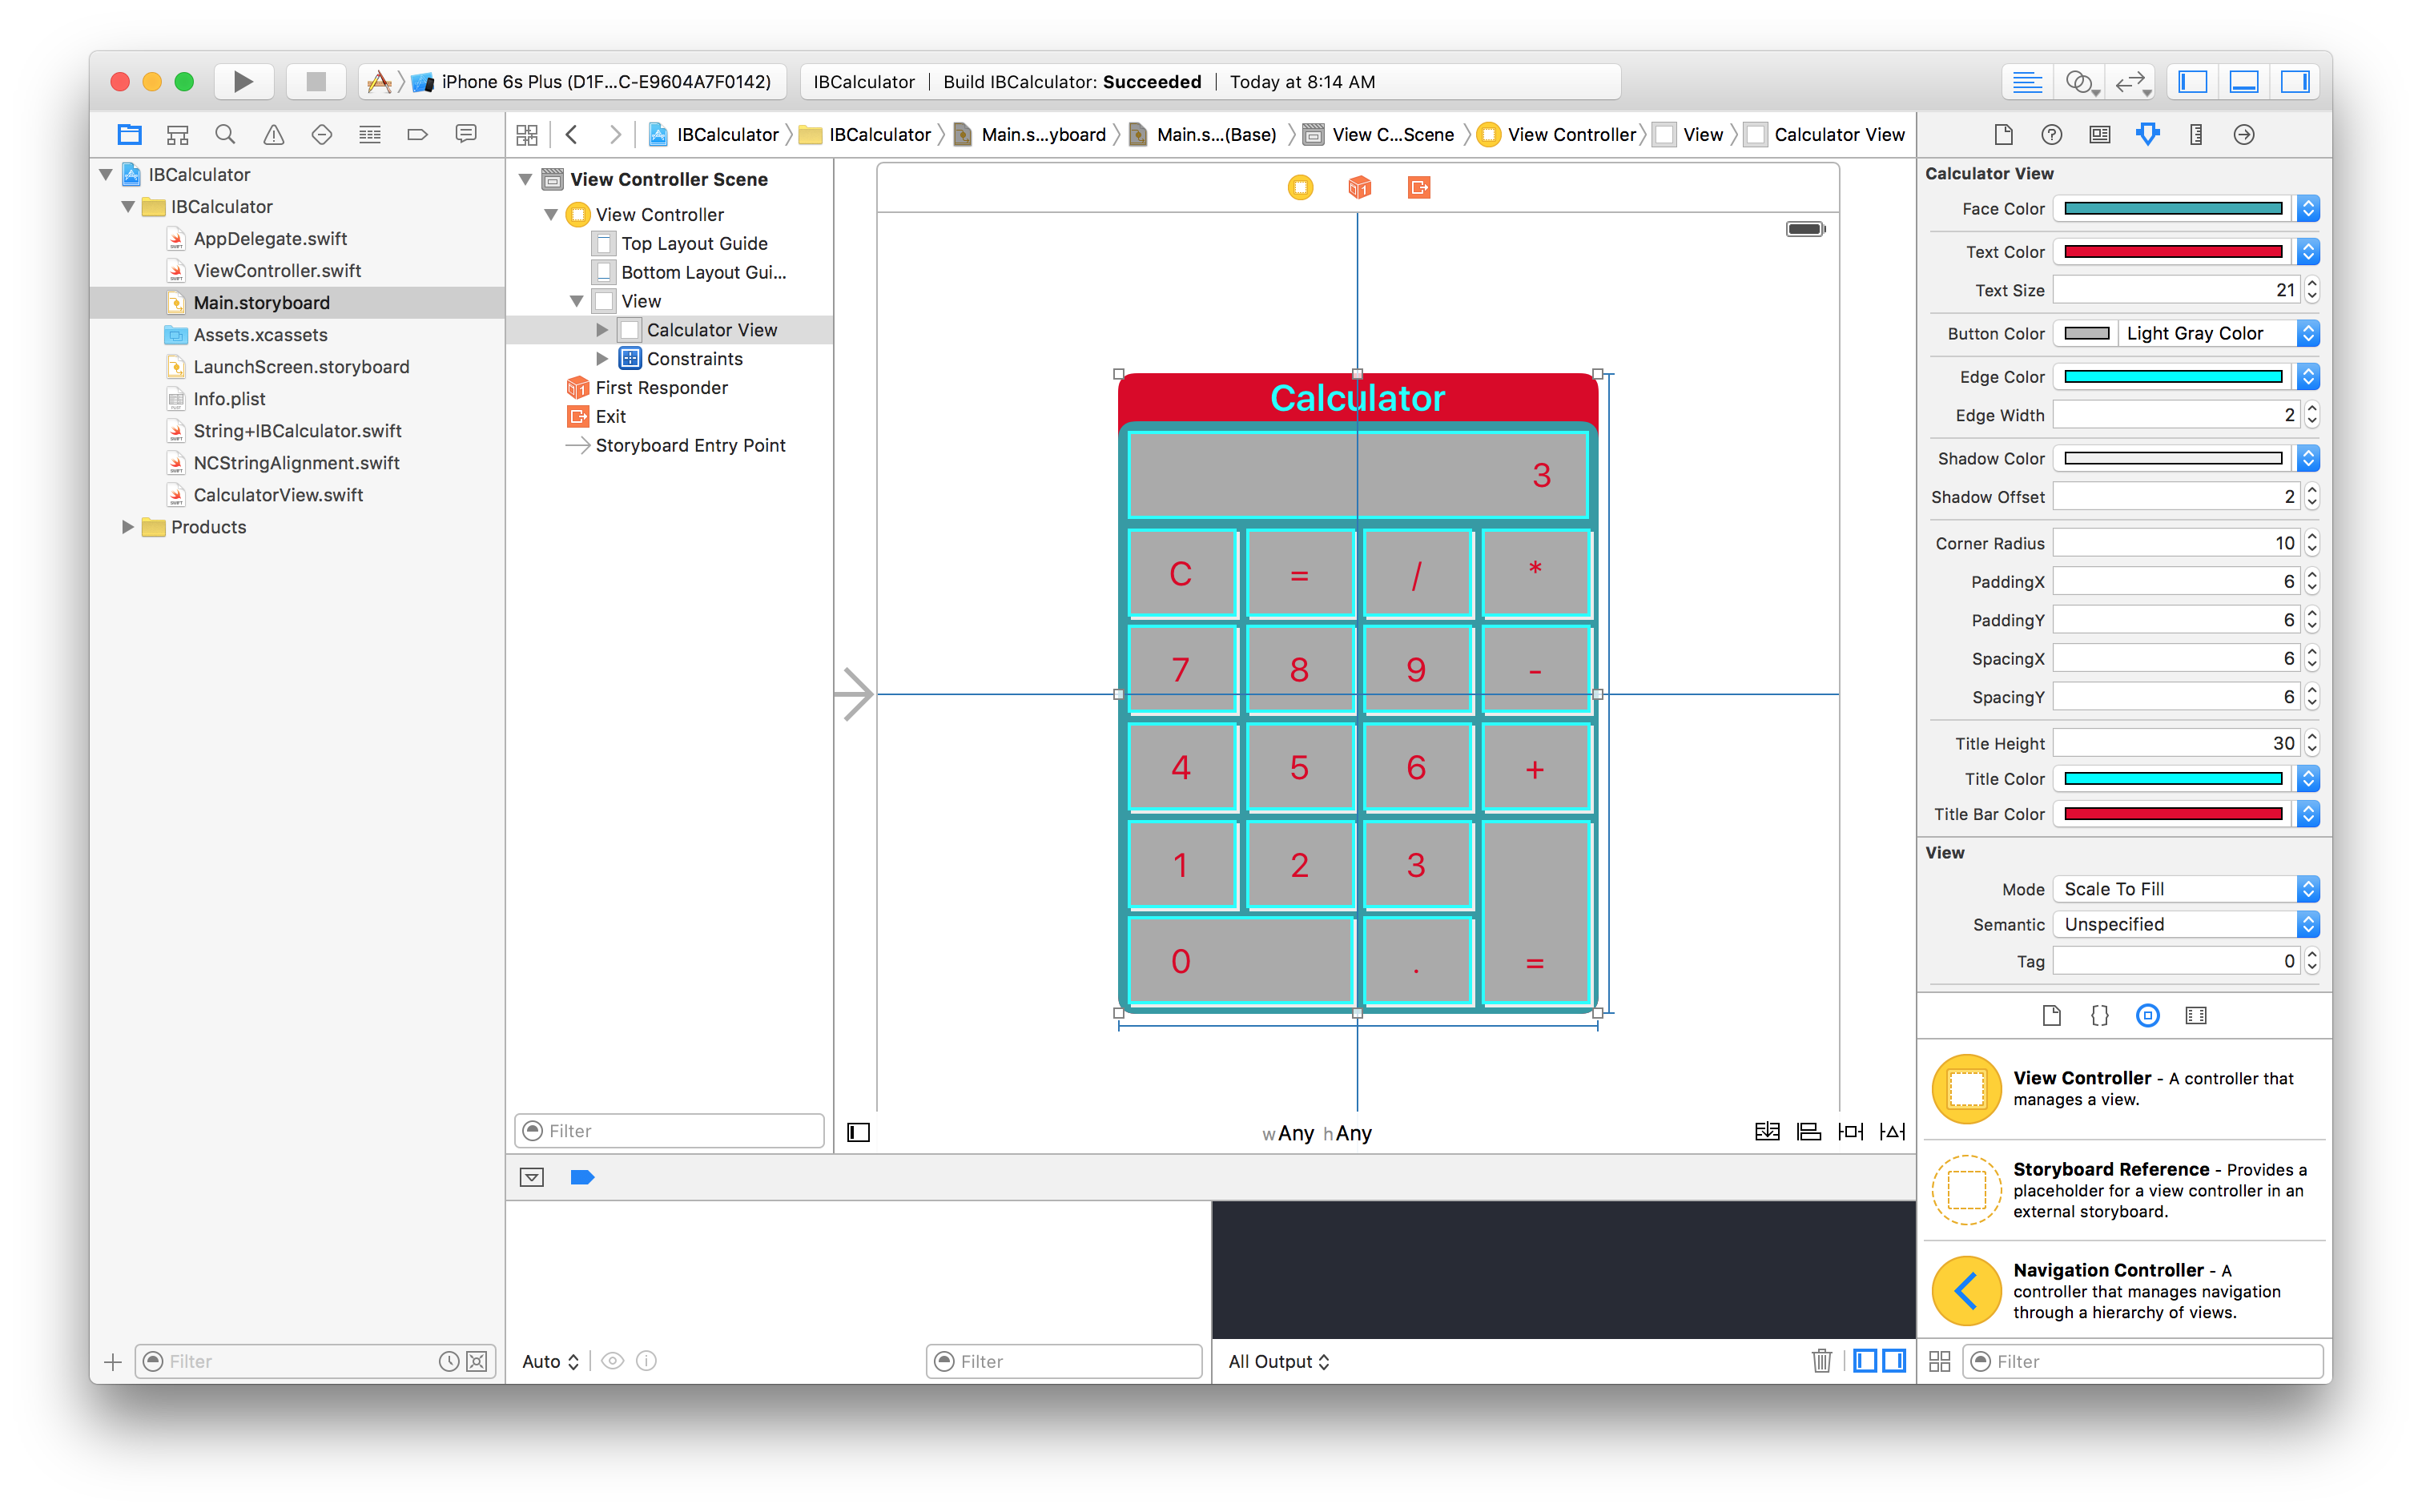 iPhone 6s Plus (D1F...C-E9604A7F0142)
IBCalculator | Build IBCalculator: Succeeded | Today at 8:14 AM
IBCalculator
IBCalculator
AppDelegate.swift
ViewController.swift
Main.storyboard
Assets.xcassets
LaunchScreen.storyboard
Info.plist
String+IBCalculator.swift
NCStringAlignment.swift
CalculatorView.swift
Products
Filter
IBCalculator
IBCalculator
Main.s...yboard
Main.s...(Base)
View C...Scene
View Controller
View
Calculator View
View Controller Scene
View Controller
Top Layout Guide
Bottom Layout Gui...
View
Calculator View
Constraints
First Responder
Exit
Storyboard Entry Point
Filter
Calculator
3
C = / *
7 8 9 -
4 5 6 +
1 2 3
0 . =
wAny hAny
Auto
Filter
All Output
Calculator View
Face Color
Text Color
Text Size 21
Button Color Light Gray Color
Edge Color
Edge Width 2
Shadow Color
Shadow Offset 2
Corner Radius 10
PaddingX 6
PaddingY 6
SpacingX 6
SpacingY 6
Title Height 30
Title Color
Title Bar Color
View
Mode Scale To Fill
Semantic Unspecified
Tag 0
View Controller - A controller that
manages a view.
Storyboard Reference - Provides a
placeholder for a view controller in an
external storyboard.
Navigation Controller - A
controller that manages navigation
through a hierarchy of views.
Filter